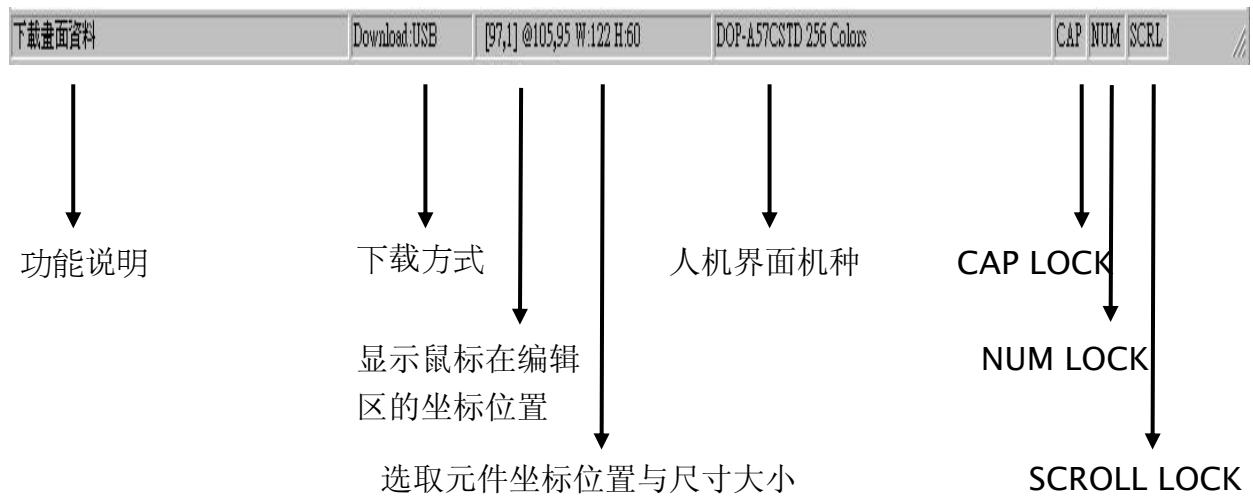 下載畫面資料 Download:USB [97,1] @105,95 W:122 H:60 DOP-A57CSTD 256 Colors CAP NUM SCRL
功能说明 下载方式 人机界面机种 CAP LOCK
显示鼠标在编辑 NUM LOCK
区的坐标位置
选取元件坐标位置与尺寸大小 SCROLL LOCK